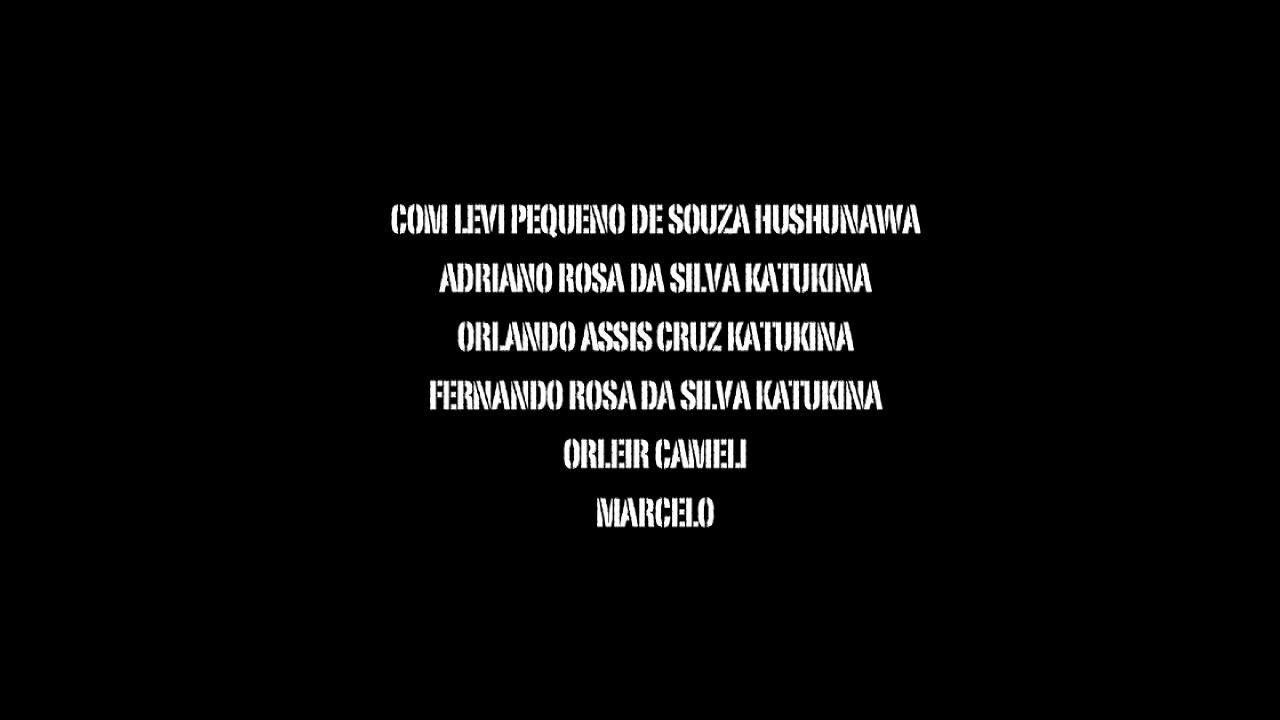 COM LEVI PEQUENO DE SOUZA HUSHUNAWA
ADRIANO ROSA DA SILVA KATUKINA
ORLANDO ASSIS CRUZ KATUKINA
FERNANDO ROSA DA SILVA KATUKINA
ORLEIR CAMELI
MARCELO